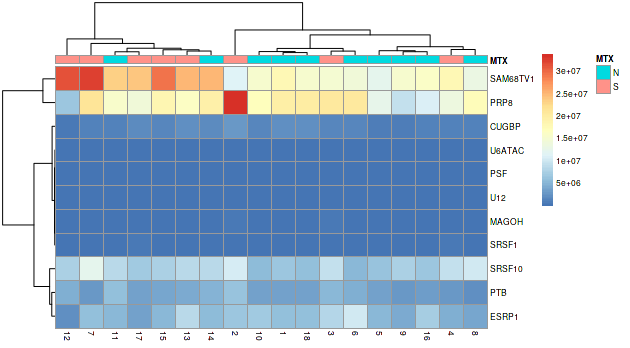 MTX
SAM68TV1
PRP8
CUGBP
U6ATAC
PSF
U12
MAGOH
SRSF1
SRSF10
PTB
ESRP1
12 7 11 17 15 13 14 2 10 1 18 3 6 5 9 16 4 8
3e+07
2.5e+07
2e+07
1.5e+07
1e+07
5e+06
MTX
N
S